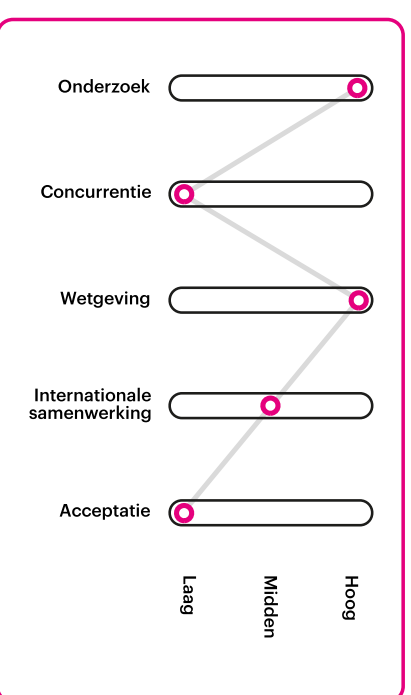 Onderzoek
Concurrentie
Wetgeving
Internationale
samenwerking
Acceptatie
Laag
Midden
Hoog